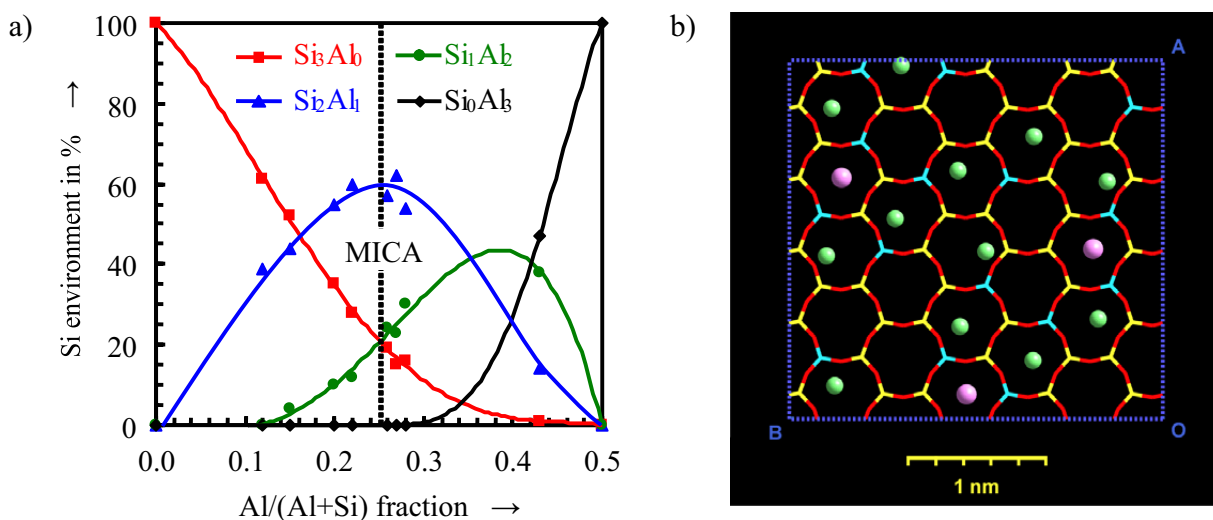 a)
Si environment in % →
100
80
60
40
20
0
Si₃Al₀
Si₁Al₂
Si₂Al₁
Si₀Al₃
MICA
0.0 0.1 0.2 0.3 0.4 0.5
Al/(Al+Si) fraction →
b)
A
B
O
1 nm